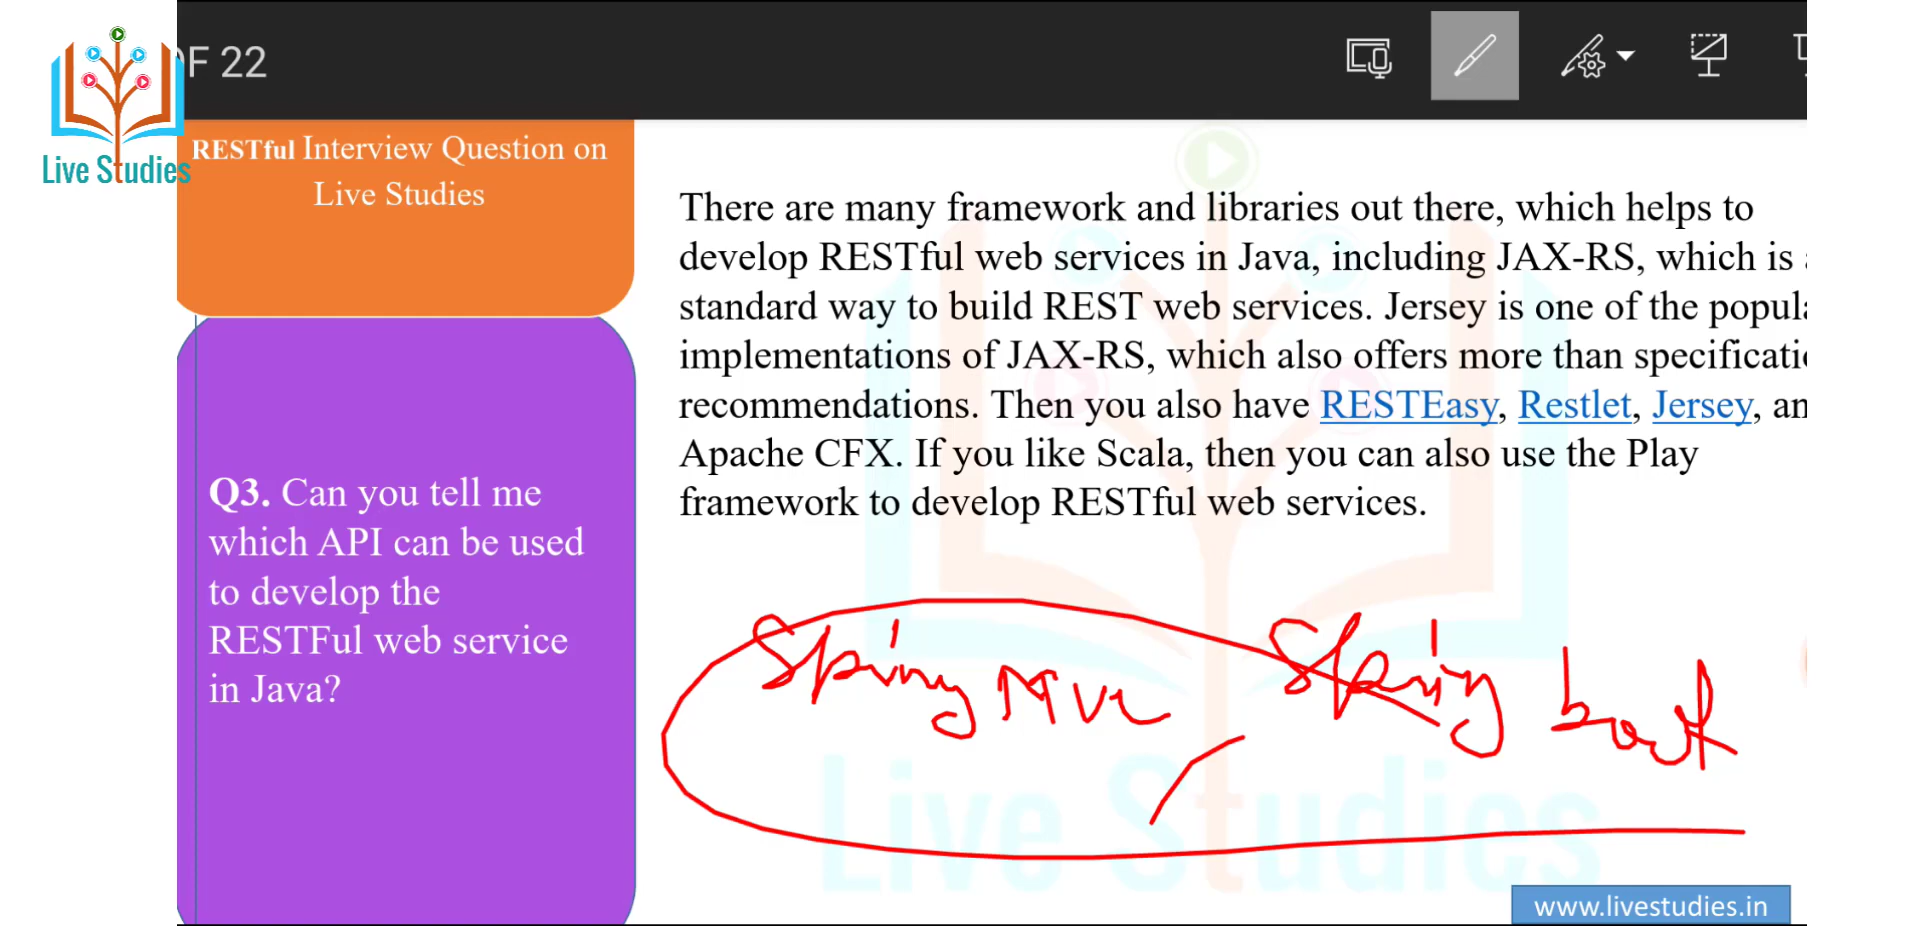 F 22
Live Studies
RESTful Interview Question on
Live Studies
Q3. Can you tell me
which API can be used
to develop the
RESTFul web service
in Java?
There are many framework and libraries out there, which helps to
develop RESTful web services in Java, including JAX-RS, which is
standard way to build REST web services. Jersey is one of the popula
implementations of JAX-RS, which also offers more than specificatio
recommendations. Then you also have RESTEasy, Restlet, Jersey, an
Apache CFX. If you like Scala, then you can also use the Play
framework to develop RESTful web services.
Spring MVC Spring boot
Live Studies
www.livestudies.in